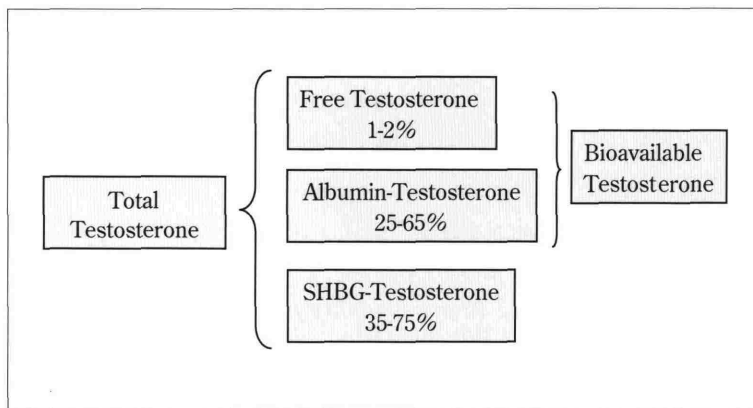 Total
Testosterone
Free Testosterone
1-2%
Albumin-Testosterone
25-65%
SHBG-Testosterone
35-75%
Bioavailable
Testosterone